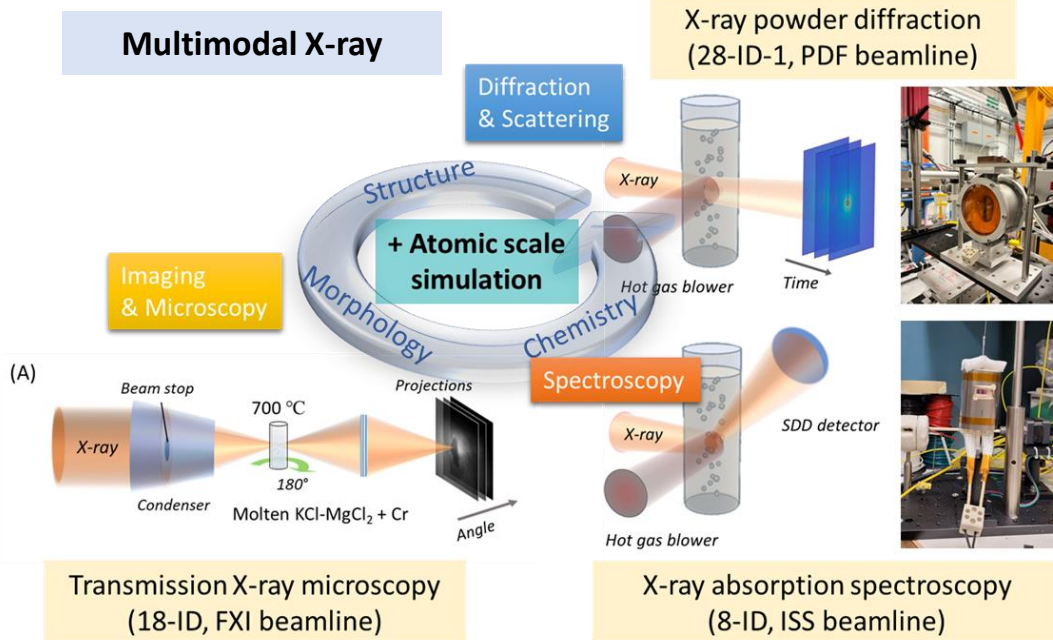 Multimodal X-ray
X-ray powder diffraction
(28-ID-1, PDF beamline)
Diffraction
& Scattering
X-ray
Hot gas blower
Time
Structure
Morphology
Chemistry
+ Atomic scale
simulation
Imaging
& Microscopy
Spectroscopy
(A)
Beam stop
X-ray
Condenser
700 °C
180°
Molten KCl-MgCl₂ + Cr
Projections
Angle
X-ray
SDD detector
Hot gas blower
Transmission X-ray microscopy
(18-ID, FXI beamline)
X-ray absorption spectroscopy
(8-ID, ISS beamline)